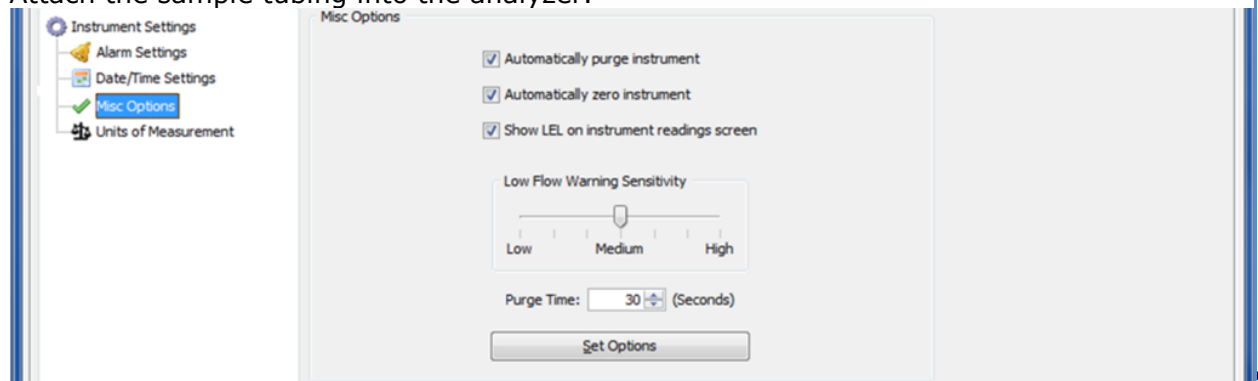 Attach the sample tubing into the analyzer.
Instrument Settings
Alarm Settings
Date/Time Settings
Misc Options
Units of Measurement
Misc Options
Automatically purge instrument
Automatically zero instrument
Show LEL on instrument readings screen
Low Flow Warning Sensitivity
Low Medium High
Purge Time: 30 (Seconds)
Set Options